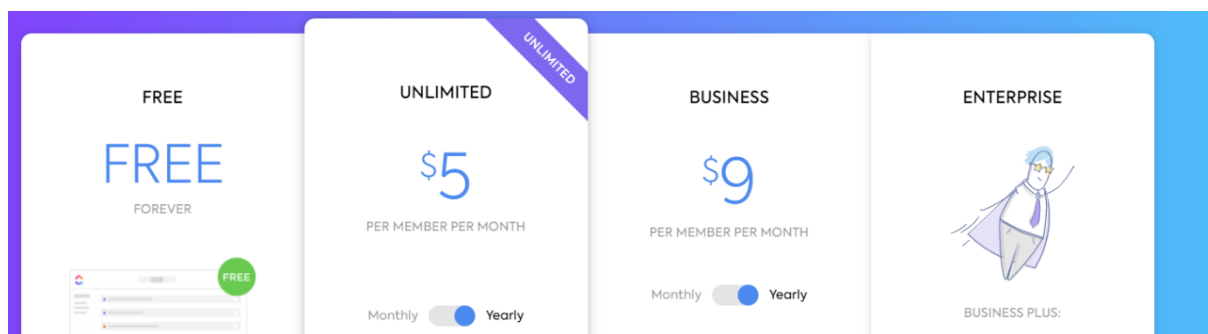 FREE
FREE
FOREVER
FREE
UNLIMITED
UNLIMITED
$5
PER MEMBER PER MONTH
Monthly Yearly
BUSINESS
$9
PER MEMBER PER MONTH
Monthly Yearly
ENTERPRISE
BUSINESS PLUS: